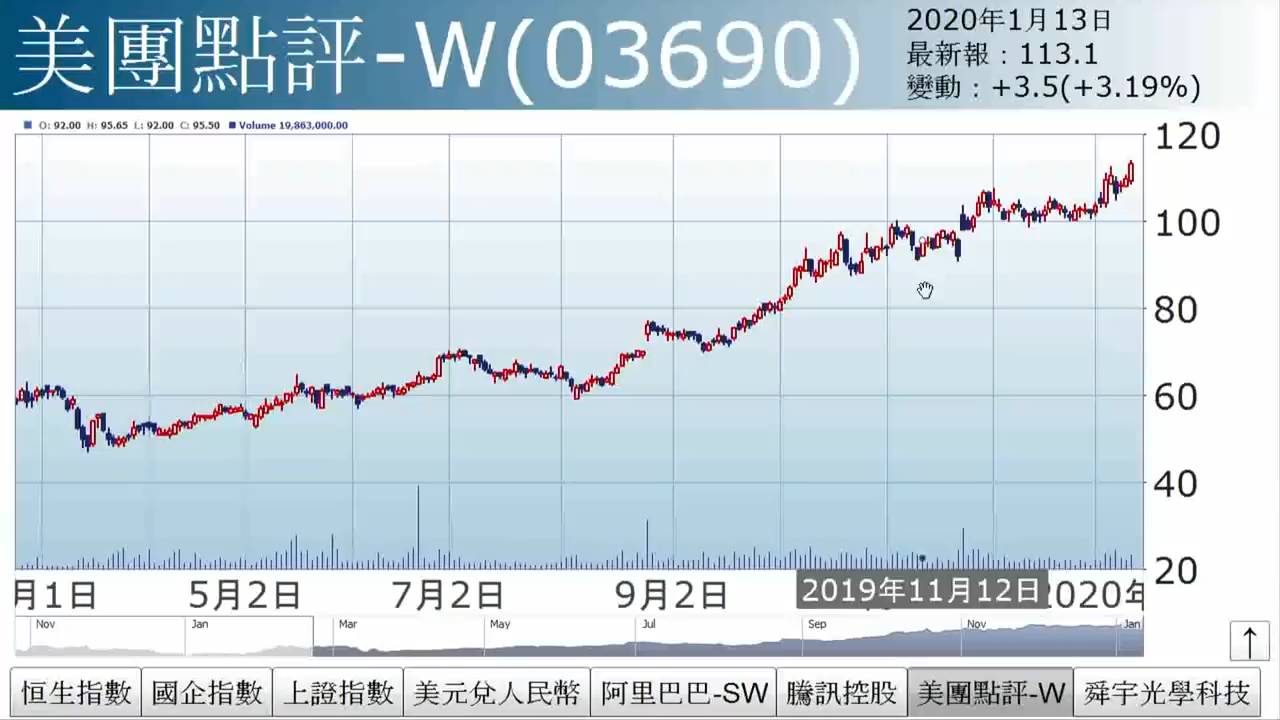 美團點評-W(03690)
2020年1月13日
最新報：113.1
變動：+3.5(+3.19%)
O: 92.00 H: 95.65 L: 92.00 C: 95.50 Volume 19,863,000.00
120
100
80
60
40
20
月1日 5月2日 7月2日 9月2日 2019年11月12日 2020年
Nov Jan Mar May Jul Sep Nov Jan
↑
恒生指數 國企指數 上證指數 美元兌人民幣 阿里巴巴-SW 騰訊控股 美團點評-W 舜宇光學科技